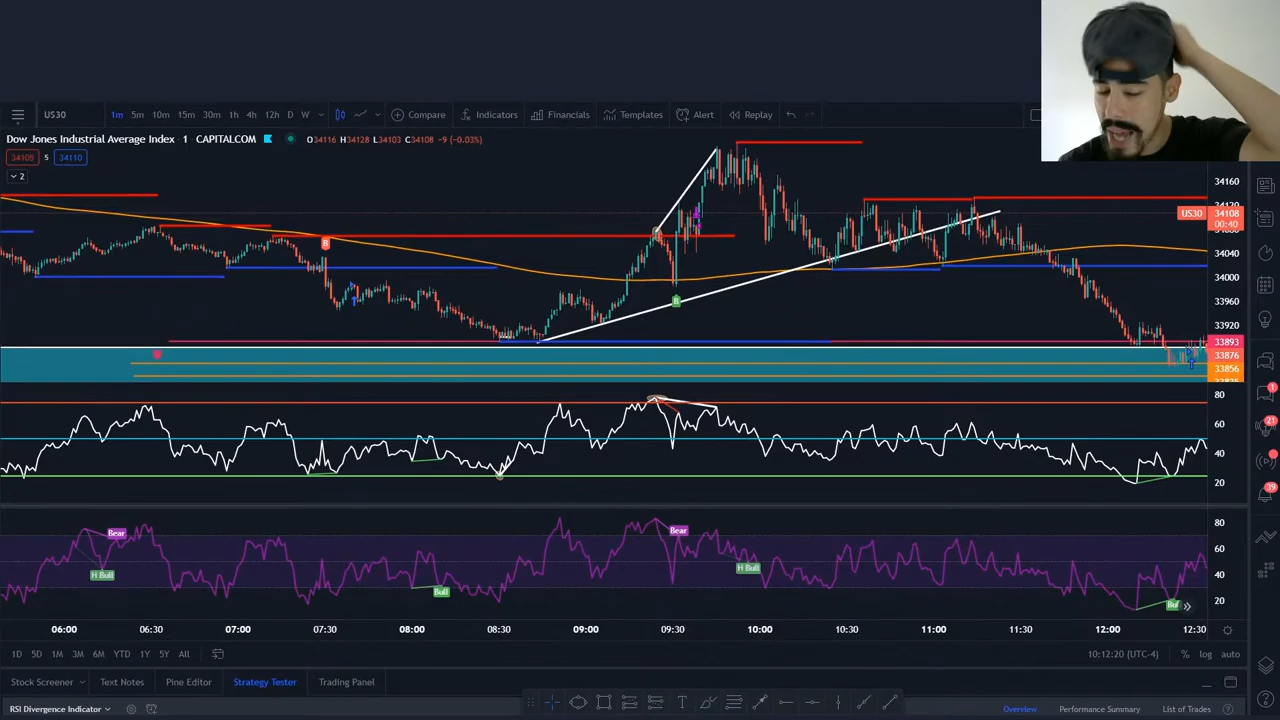 US30 1m 5m 10m 15m 30m 1h 4h 12h D W Compare Indicators Financials Templates Alert Replay
Dow Jones Industrial Average Index · 1 · CAPITALCOM O34116 H34128 L34103 C34108 -9 (-0.03%)
34105 5 34110
2
34160
34120
US30 34108
00:40
B
34040
34000
33960
B
33920
33893
33876
33856
80
60
40
20
1
21
39
Bear
Bear
H Bull
H Bull
Bull
80
60
40
20
06:00 06:30 07:00 07:30 08:00 08:30 09:00 09:30 10:00 10:30 11:00 11:30 12:00 12:30
1D 5D 1M 3M 6M YTD 1Y 5Y All 10:12:20 (UTC-4) % log auto
Stock Screener Text Notes Pine Editor Strategy Tester Trading Panel
RSI Divergence Indicator T Overview Performance Summary List of Trades